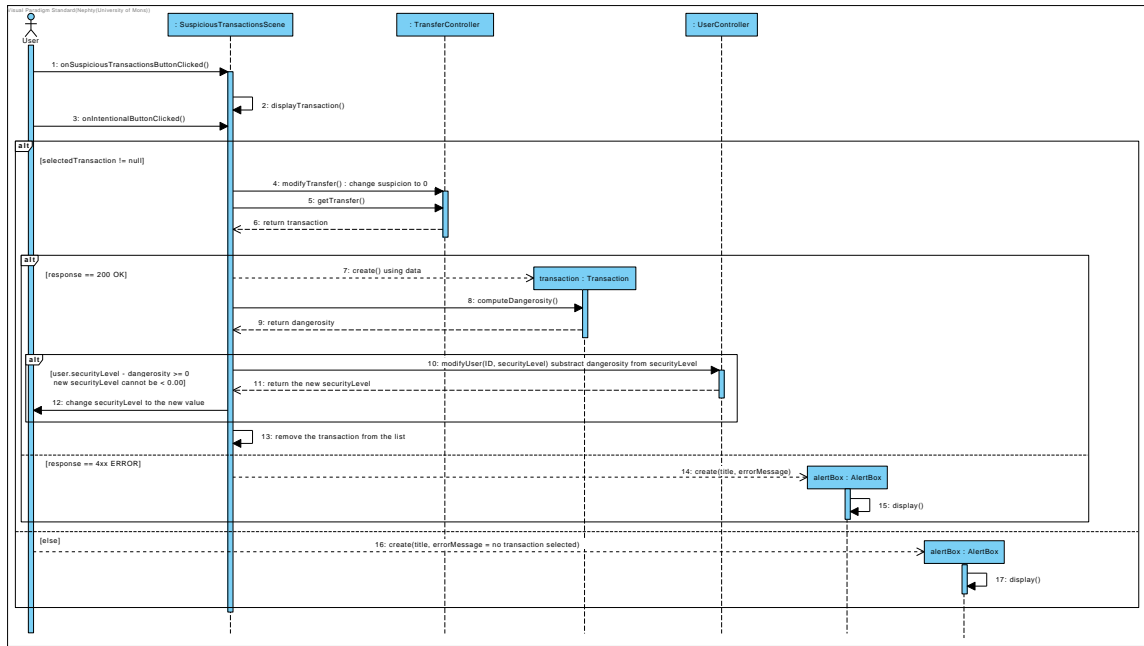 Visual Paradigm Standard(Nephty(University of Mons))
: SuspiciousTransactionsScene
: TransferController
: UserController
User
1: onSuspiciousTransactionsButtonClicked()
2: displayTransaction()
3: onIntentionalButtonClicked()
alt
[selectedTransaction != null]
4: modifyTransfer() : change suspicion to 0
5: getTransfer()
6: return transaction
alt
[response == 200 OK]
7: create() using data
transaction : Transaction
8: computeDangerosity()
9: return dangerosity
alt
10: modifyUser(ID, securityLevel) substract dangerosity from securityLevel
[user.securityLevel - dangerosity >= 0
new securityLevel cannot be < 0.00]
11: return the new securityLevel
12: change securityLevel to the new value
13: remove the transaction from the list
[response == 4xx ERROR]
14: create(title, errorMessage)
alertBox : AlertBox
15: display()
[else]
16: create(title, errorMessage = no transaction selected)
alertBox : AlertBox
17: display()